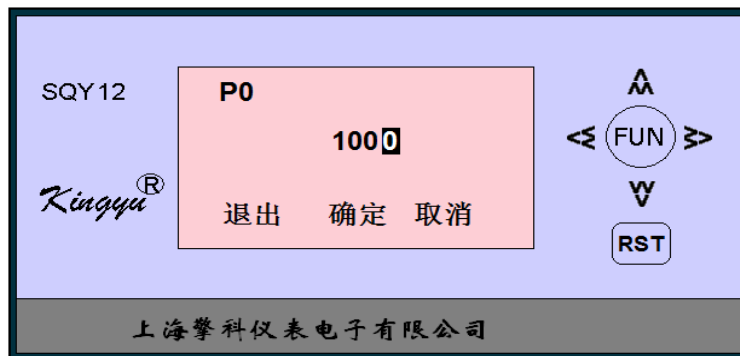 SQY12
P0
1000
FUN
Kingyu®
退出 确定 取消
RST
上海擎科仪表电子有限公司